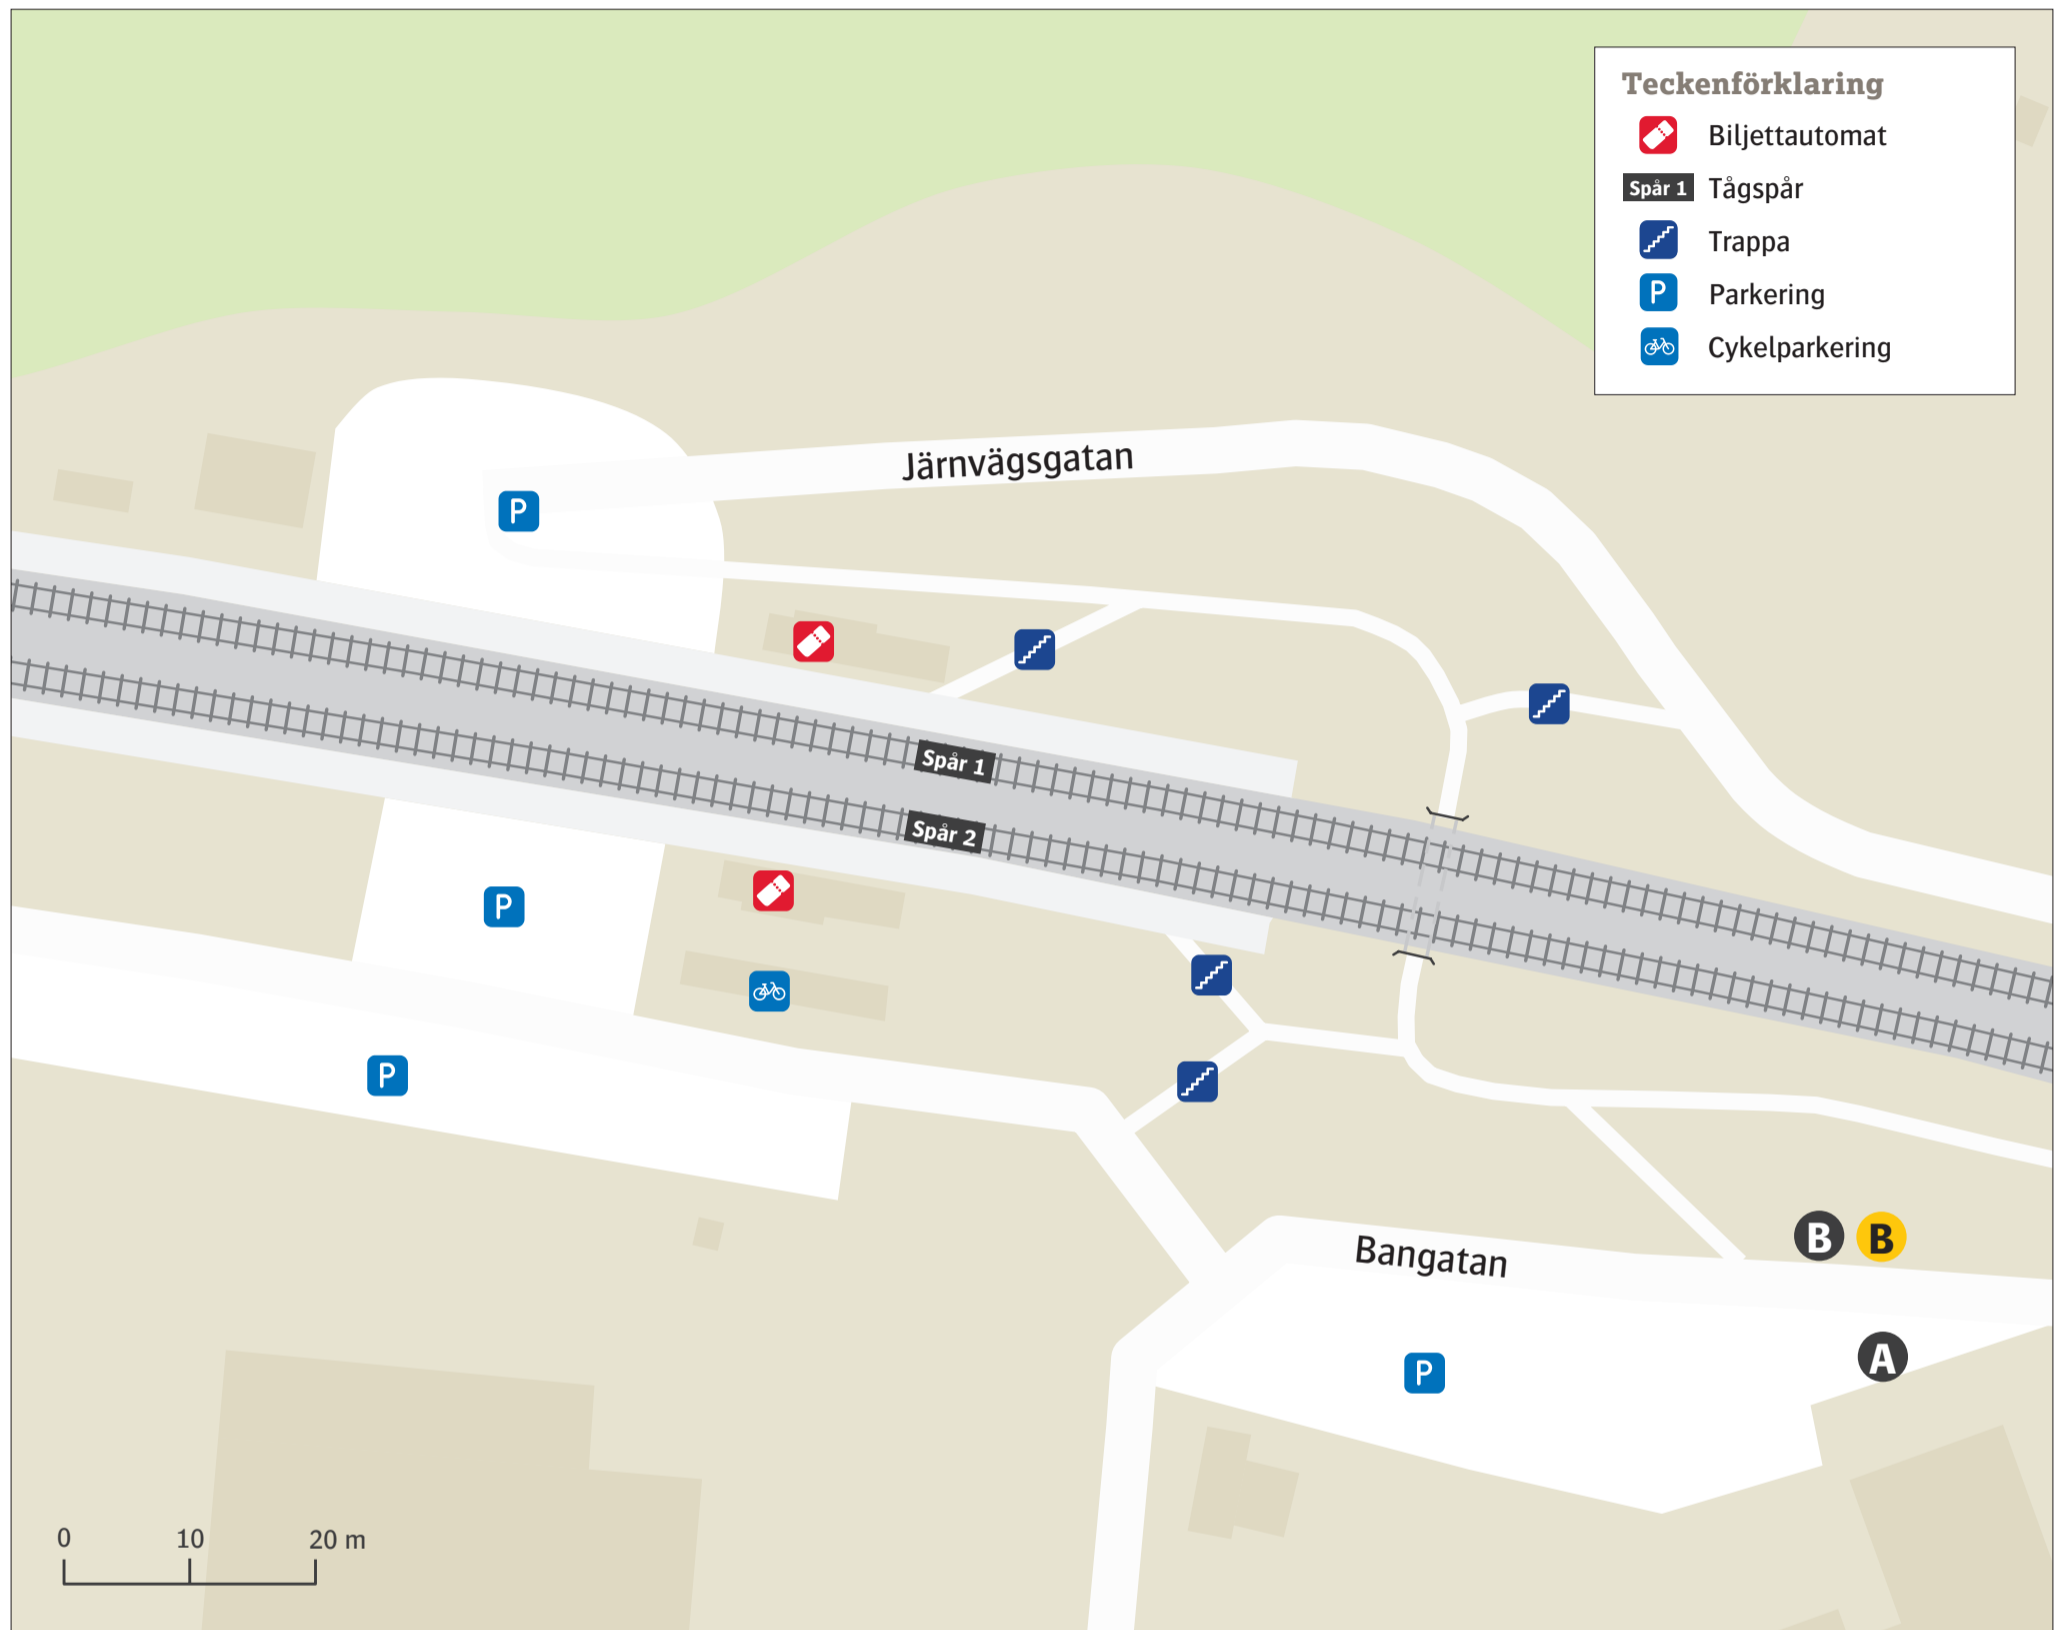 Teckenförklaring
Biljettautomat
Spår 1 Tågspår
Trappa
P Parkering
Cykelparkering
Järnvägsgatan
P
Spår 1
Spår 2
P
P
B B
Bangatan
A
P
0 10 20 m